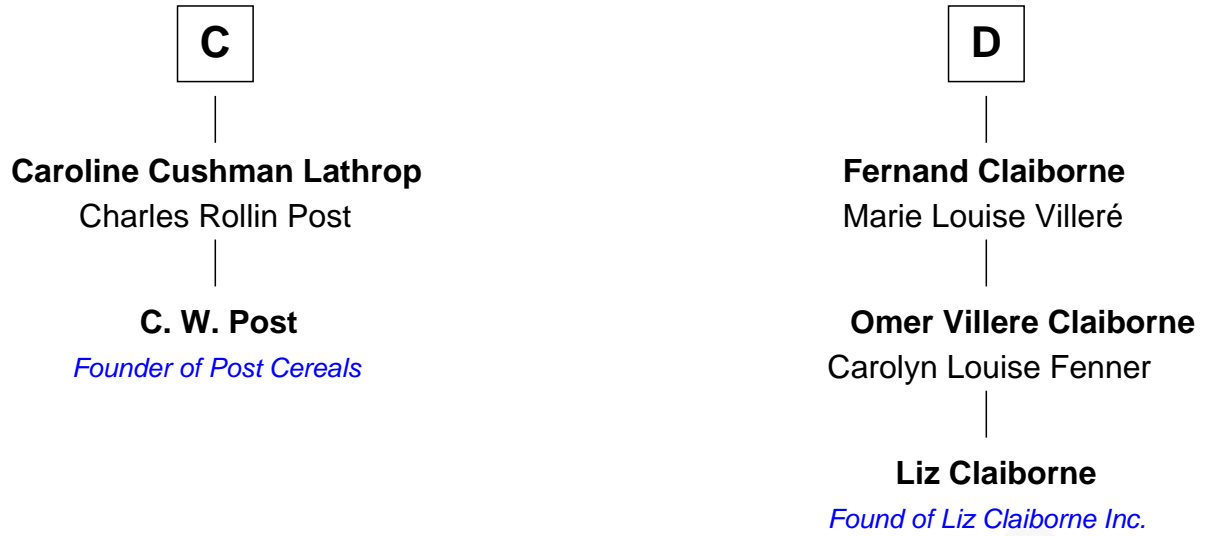 C
Caroline Cushman Lathrop
Charles Rollin Post
C. W. Post
Founder of Post Cereals
D
Fernand Claiborne
Marie Louise Villeré
Omer Villere Claiborne
Carolyn Louise Fenner
Liz Claiborne
Found of Liz Claiborne Inc.